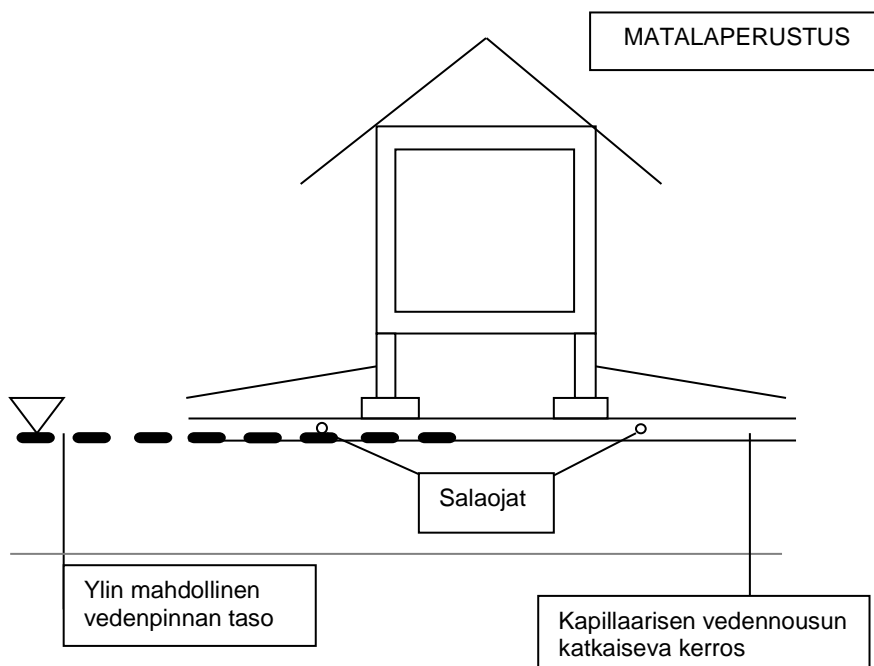 MATALAPERUSTUS
Salaojat
Ylin mahdollinen
vedenpinnan taso
Kapillaarisen vedennousun
katkaiseva kerros